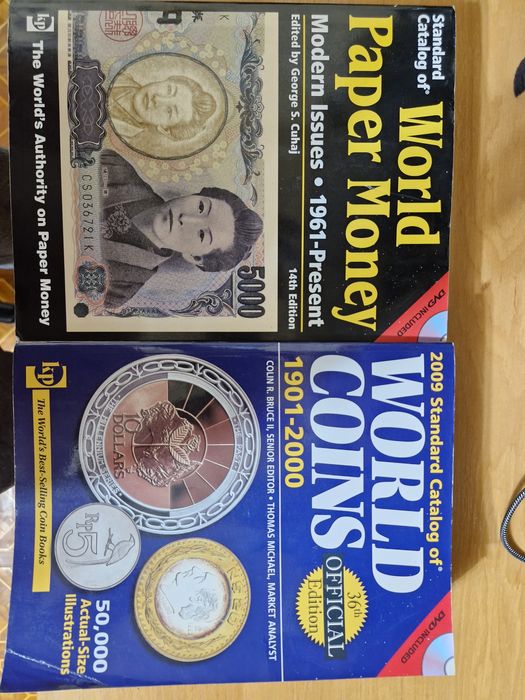 Standard
Catalog of®
World
Paper Money
Modern Issues • 1961-Present
Edited by George S. Cuhaj
14th Edition
DVD INCLUDED
5000
CS036721K
K
kp
The World's Authority on Paper Money
2009 Standard Catalog of®
WORLD
COINS
1901-2000
36th
OFFICIAL
Edition
DVD INCLUDED
COLIN R. BRUCE II, SENIOR EDITOR • THOMAS MICHAEL, MARKET ANALYST
10
DOLLARS
Rp5
50,000
Actual-Size
Illustrations
kp
The World's Best-Selling Coin Books